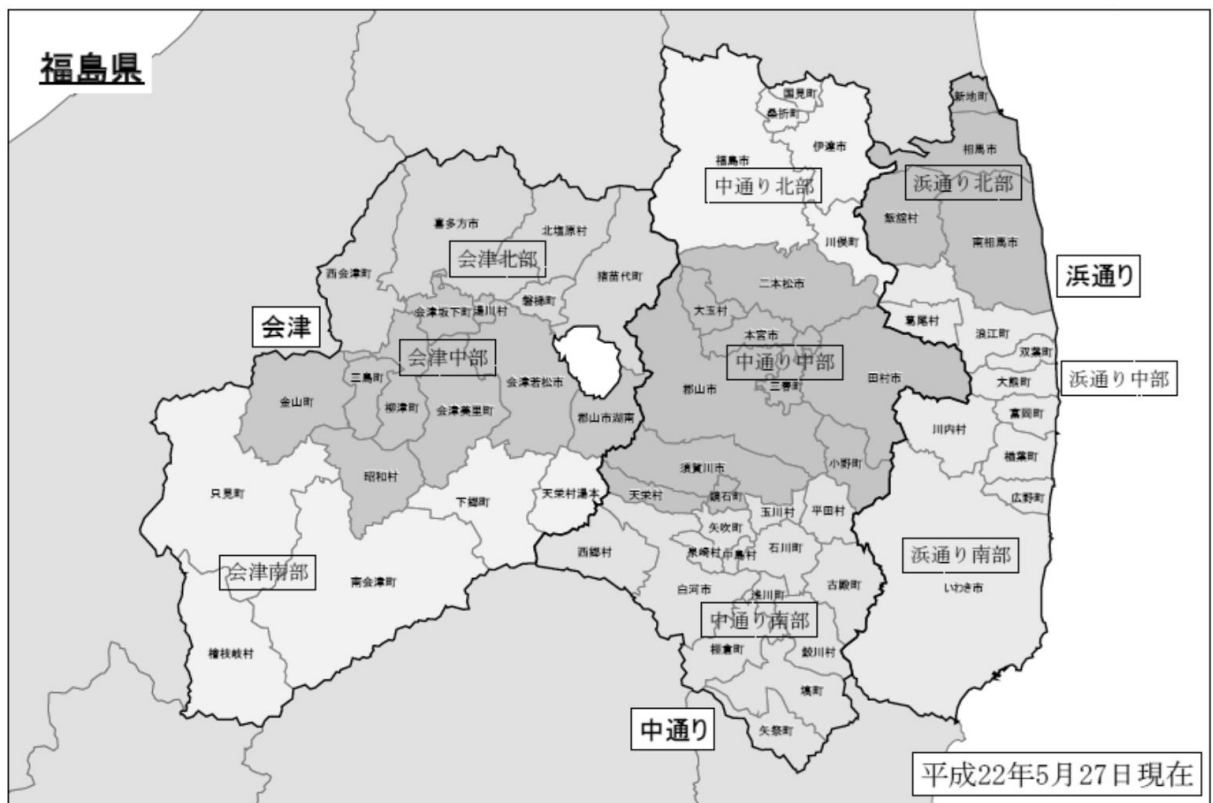 福島県
国見町
桑折町
新地町
伊達市
福島市
相馬市
中通り北部
浜通り北部
飯舘村
喜多方市
北塩原村
川俣町
南相馬市
会津北部
西会津町
猪苗代町
浜通り
二本松市
磐梯町
会津坂下町
湯川村
大玉村
葛尾村
浪江町
会津
本宮市
双葉町
会津中部
中通り中部
浜通り中部
三島町
会津若松市
郡山市
三春町
田村市
大熊町
金山町
柳津町
会津美里町
郡山市湖南
富岡町
川内村
楢葉町
昭和村
須賀川市
小野町
只見町
下郷町
天栄村湯本
天栄村
鏡石町
広野町
玉川村
平田村
矢吹町
西郷村
泉崎村
中島村
石川町
浜通り南部
会津南部
南会津町
白河市
浅川町
古殿町
いわき市
中通り南部
檜枝岐村
棚倉町
鮫川村
塙町
中通り
矢祭町
平成22年5月27日現在